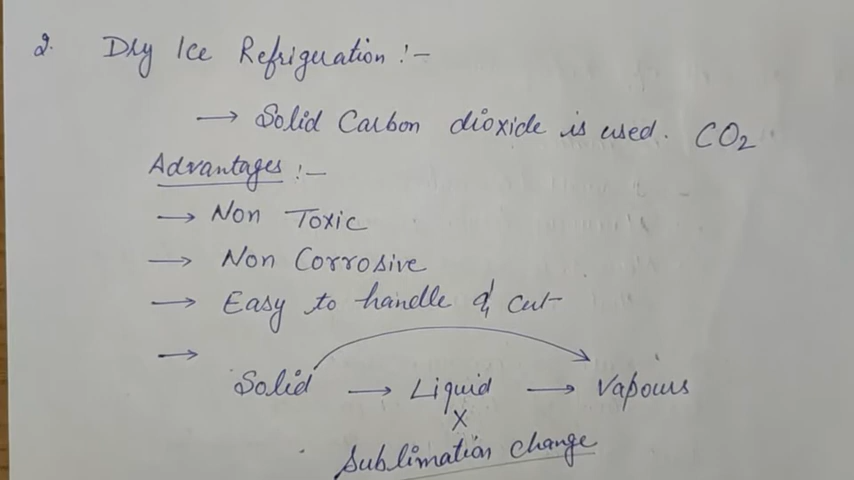 2. Dry Ice Refrigeration :-
→ Solid Carbon dioxide is used. CO2
Advantages :-
→ Non Toxic
→ Non Corrosive
→ Easy to handle & cut
→
Solid → Liquid → Vapours
X
Sublimation change